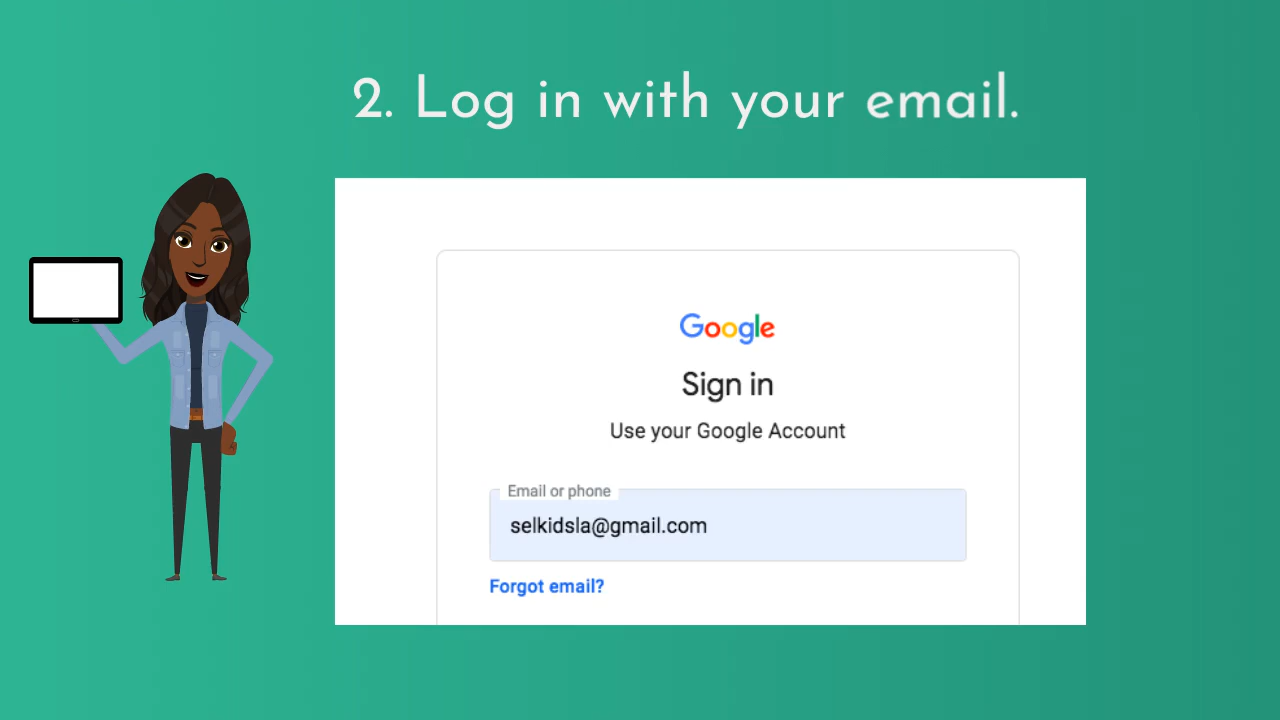 2. Log in with your email.
Google
Sign in
Use your Google Account
Email or phone
selkidsla@gmail.com
Forgot email?